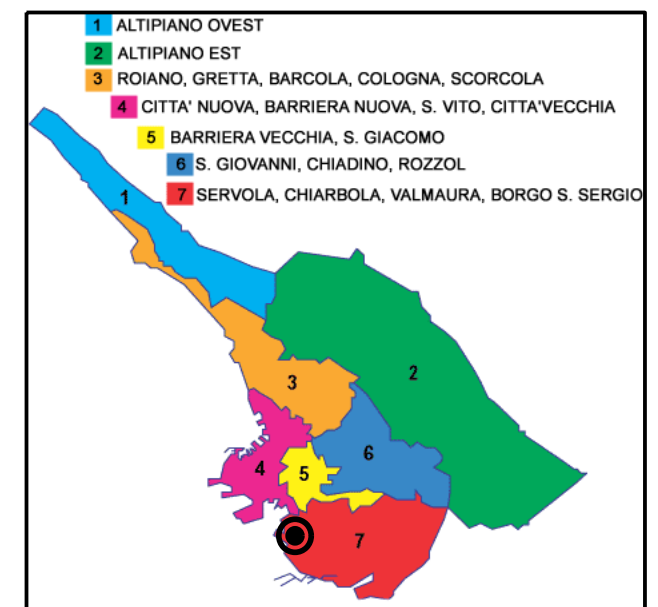 1 ALTIPIANO OVEST
2 ALTIPIANO EST
3 ROIANO, GRETTA, BARCOLA, COLOGNA, SCORCOLA
4 CITTA' NUOVA, BARRIERA NUOVA, S. VITO, CITTA'VECCHIA
5 BARRIERA VECCHIA, S. GIACOMO
6 S. GIOVANNI, CHIADINO, ROZZOL
7 SERVOLA, CHIARBOLA, VALMAURA, BORGO S. SERGIO
1
2
3
6
4
5
7